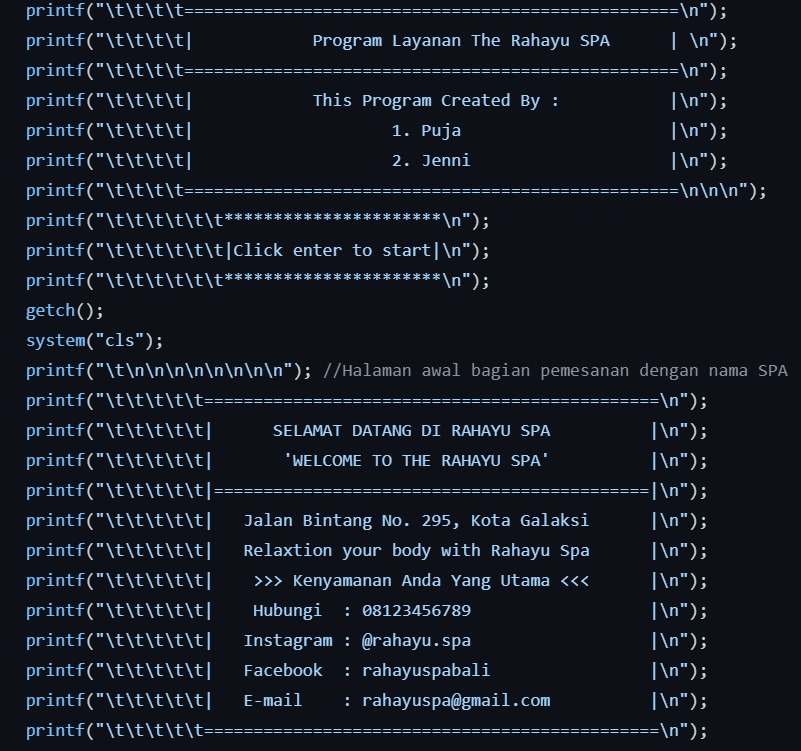 printf("\t\t\t\t==================================================\n");
printf("\t\t\t\t|            Program Layanan The Rahayu SPA      | \n");
printf("\t\t\t\t==================================================\n");
printf("\t\t\t\t|            This Program Created By :           |\n");
printf("\t\t\t\t|                    1. Puja                     |\n");
printf("\t\t\t\t|                    2. Jenni                    |\n");
printf("\t\t\t\t==================================================\n\n\n");
printf("\t\t\t\t\t\t**********************\n");
printf("\t\t\t\t\t\t|Click enter to start|\n");
printf("\t\t\t\t\t\t**********************\n");
getch();
system("cls");
printf("\t\n\n\n\n\n\n\n\n"); //Halaman awal bagian pemesanan dengan nama SPA
printf("\t\t\t\t\t==============================================\n");
printf("\t\t\t\t\t|      SELAMAT DATANG DI RAHAYU SPA          |\n");
printf("\t\t\t\t\t|       'WELCOME TO THE RAHAYU SPA'          |\n");
printf("\t\t\t\t\t|============================================|\n");
printf("\t\t\t\t\t|   Jalan Bintang No. 295, Kota Galaksi      |\n");
printf("\t\t\t\t\t|   Relaxtion your body with Rahayu Spa      |\n");
printf("\t\t\t\t\t|    >>> Kenyamanan Anda Yang Utama <<<      |\n");
printf("\t\t\t\t\t|    Hubungi  : 08123456789                  |\n");
printf("\t\t\t\t\t|   Instagram : @rahayu.spa                  |\n");
printf("\t\t\t\t\t|   Facebook  : rahayuspabali                |\n");
printf("\t\t\t\t\t|   E-mail    : rahayuspa@gmail.com          |\n");
printf("\t\t\t\t\t==============================================\n");